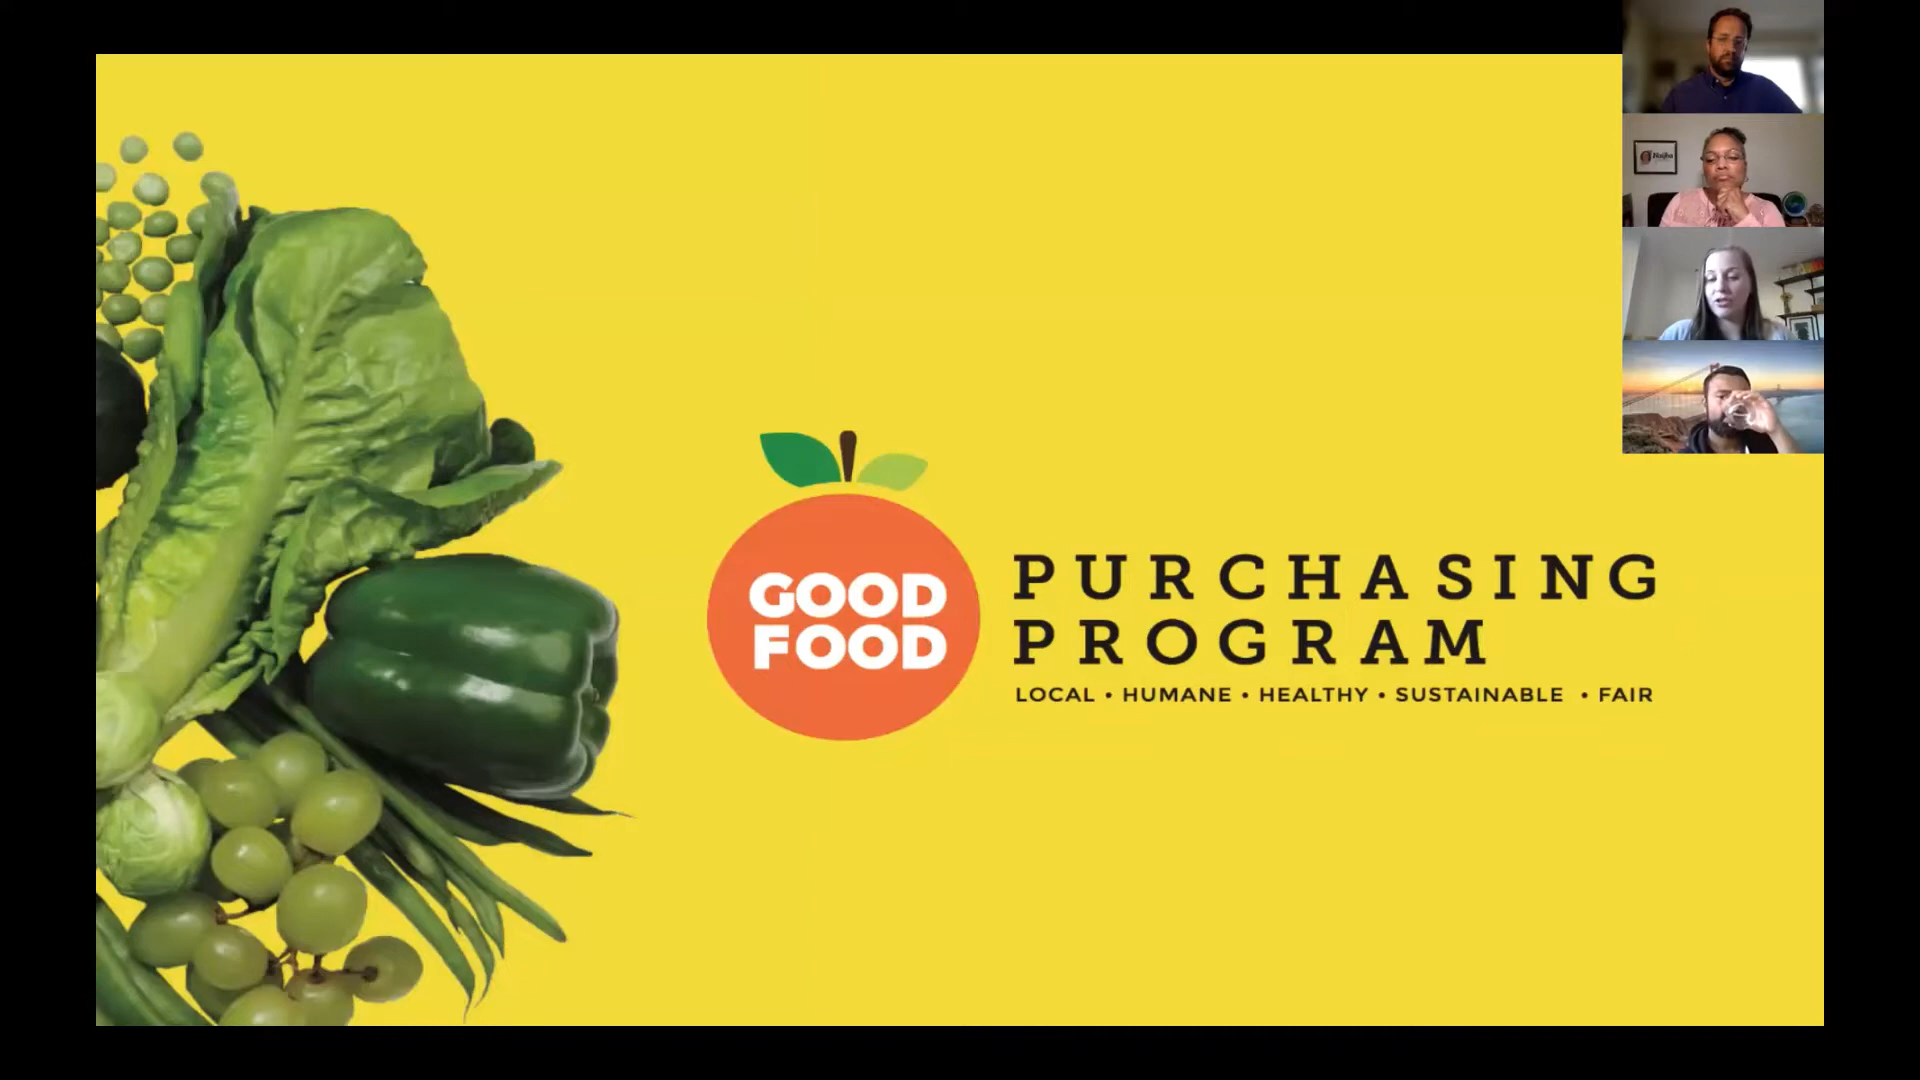 GOOD
FOOD
PURCHASING
PROGRAM
LOCAL • HUMANE • HEALTHY • SUSTAINABLE • FAIR